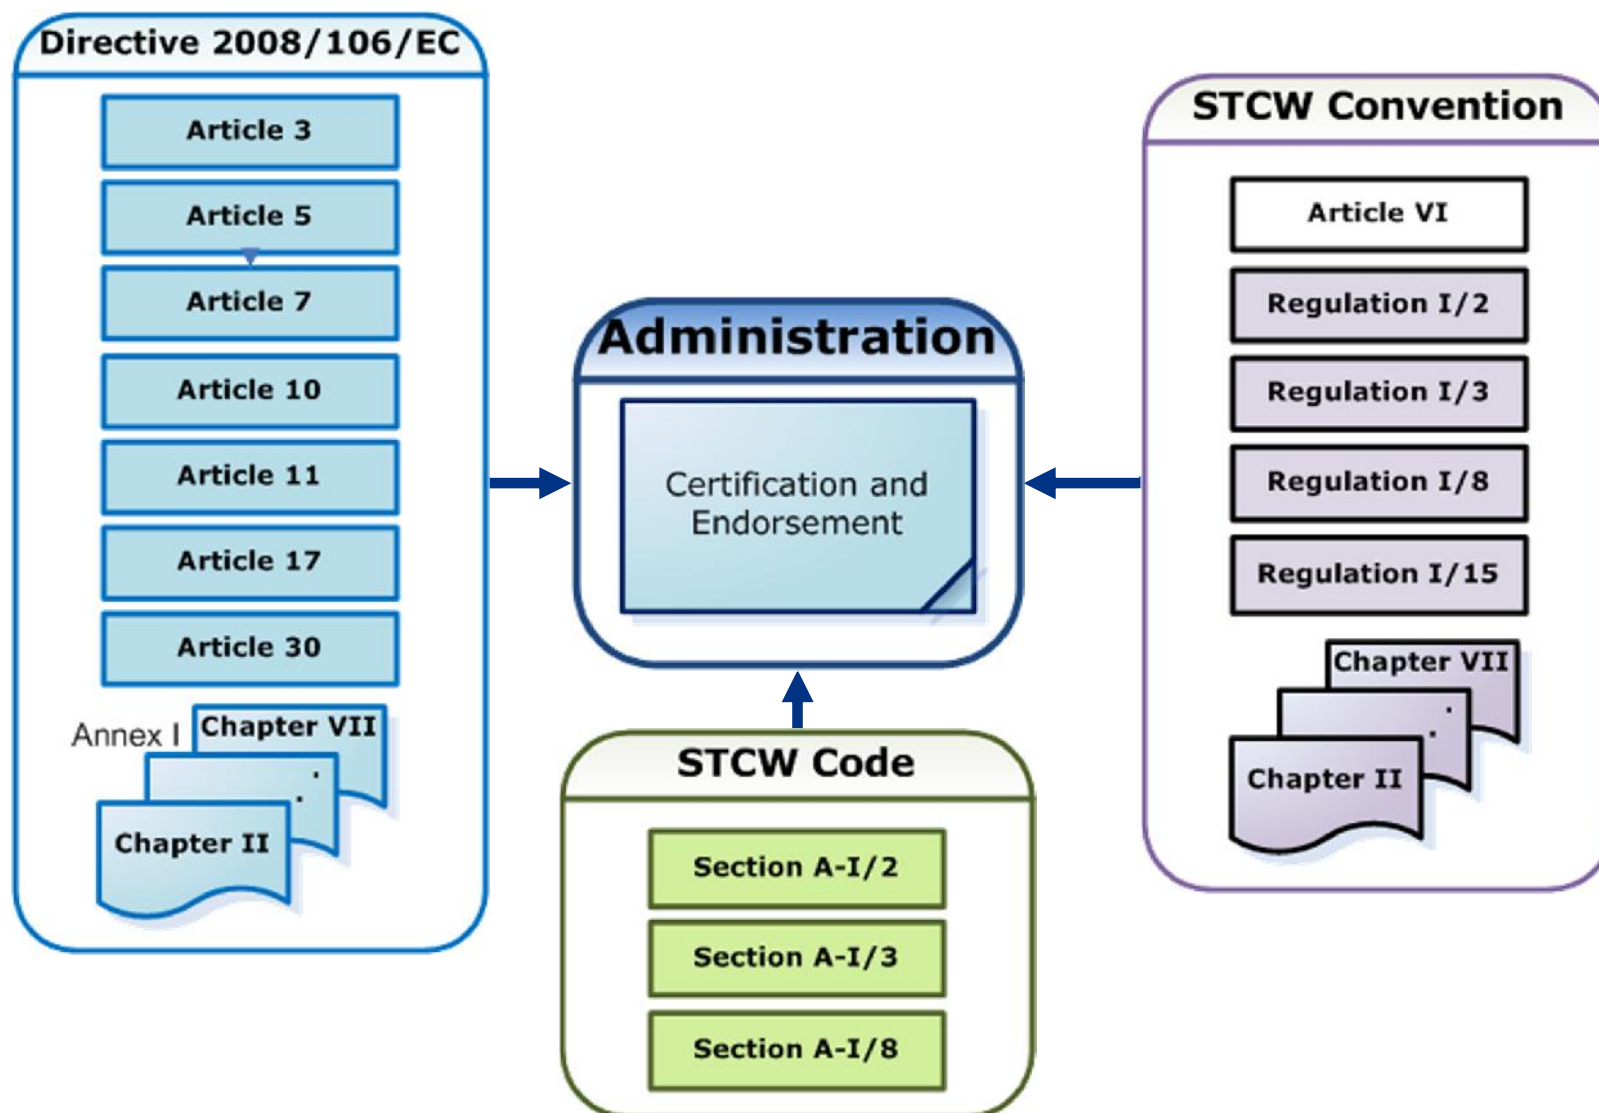 Directive 2008/106/EC
Article 3
Article 5
Article 7
Article 10
Article 11
Article 17
Article 30
Annex I
Chapter VII
.
.
Chapter II
Administration
Certification and
Endorsement
STCW Code
Section A-I/2
Section A-I/3
Section A-I/8
STCW Convention
Article VI
Regulation I/2
Regulation I/3
Regulation I/8
Regulation I/15
Chapter VII
.
.
Chapter II